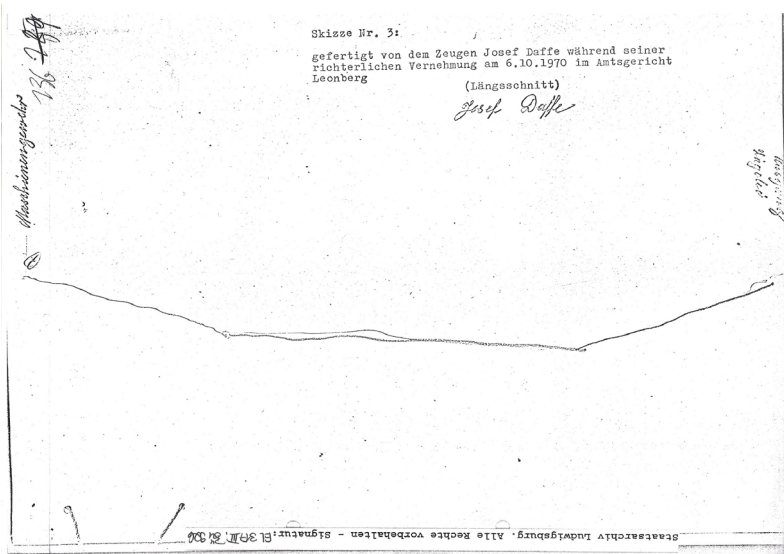 Skizze Nr. 3:
gefertigt von dem Zeugen Josef Daffe während seiner
richterlichen Vernehmung am 6.10.1970 im Amtsgericht
Leonberg
(Längsschnitt)
Josef Daffe
Maschinengewehr
136
Staatsarchiv Ludwigsburg. Alle Rechte vorbehalten - Signatur: